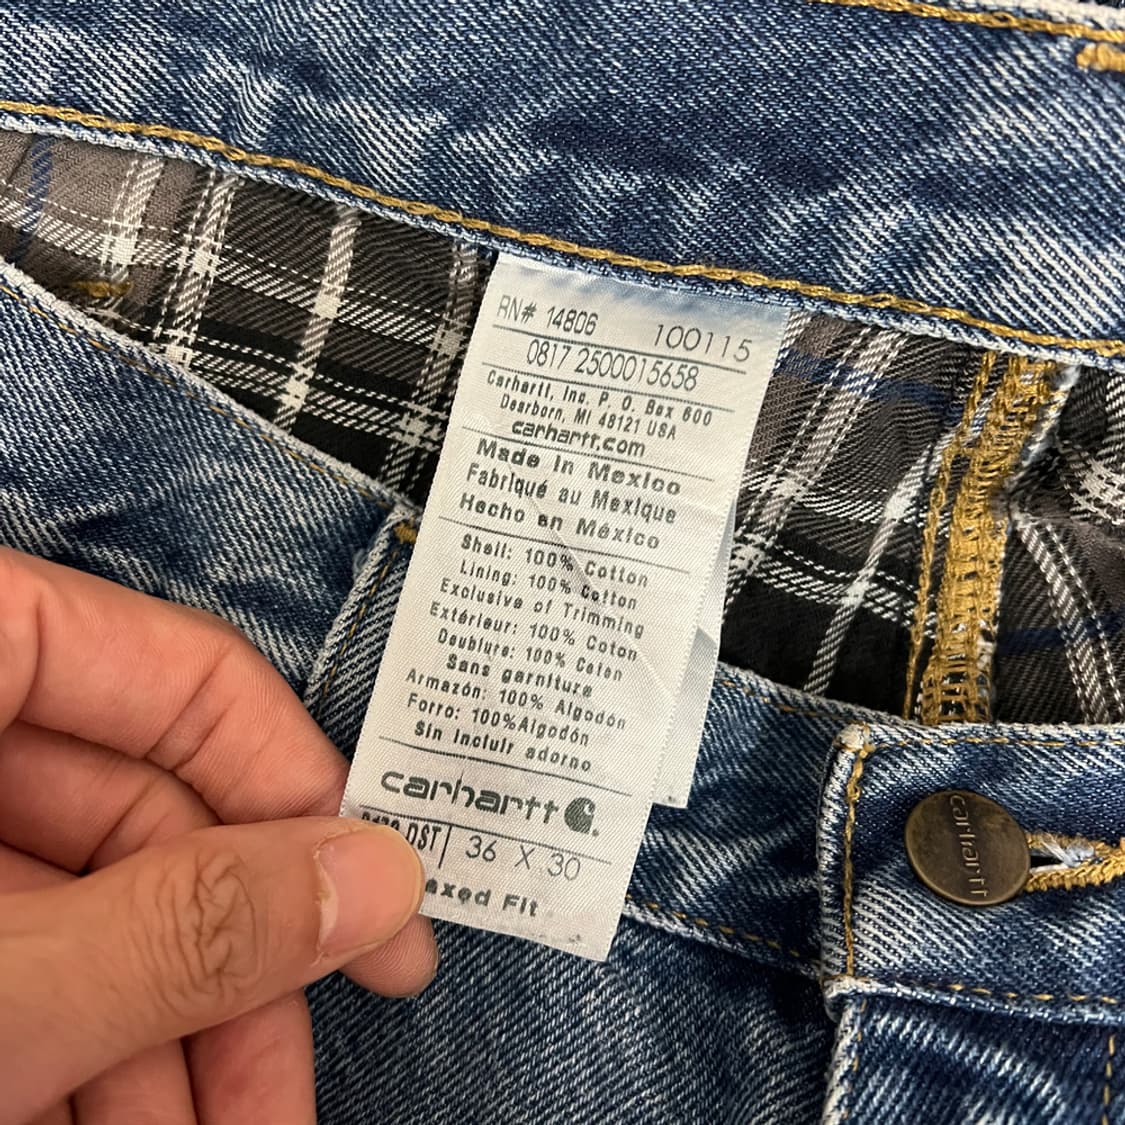 RN# 14806 100115
0817 2500015658
Carhartt, Inc. P. O. Box 600
Dearborn, MI 48121 USA
carhartt.com
Made in Mexico
Fabriqué au Mexique
Hecho en México
Shell: 100% Cotton
Lining: 100% Cotton
Exclusive of Trimming
Extérieur: 100% Coton
Doublure: 100% Coton
Sans garniture
Armazón: 100% Algodón
Forro: 100%Algodón
Sin incluir adorno
carhartt
DST 36 X 30
Fit
carhartt